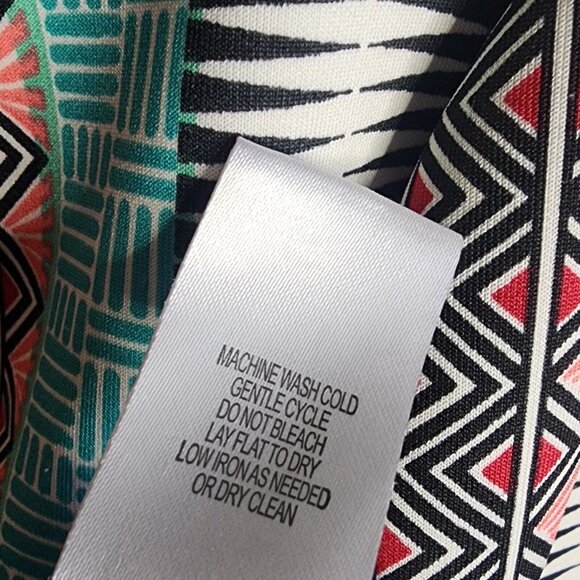 MACHINE WASH COLD
GENTLE CYCLE
DO NOT BLEACH
LAY FLAT TO DRY
LOW IRON AS NEEDED
OR DRY CLEAN